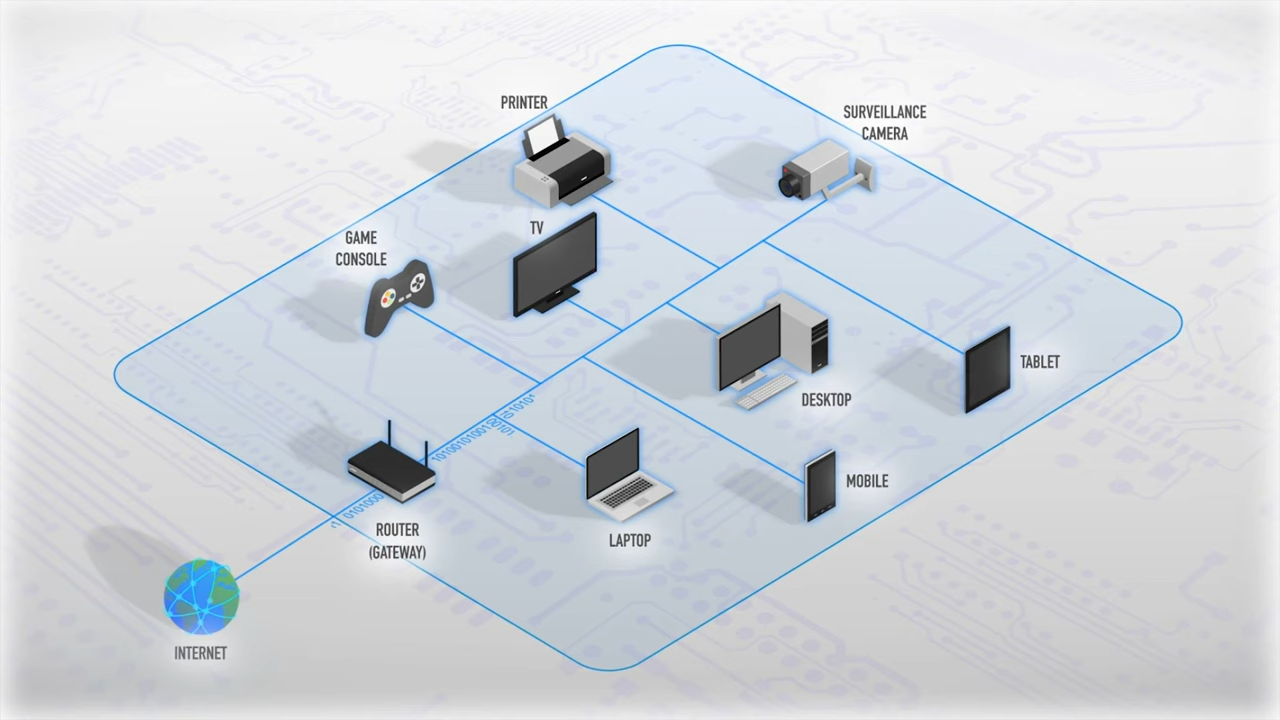 PRINTER
SURVEILLANCE
CAMERA
TV
GAME
CONSOLE
TABLET
DESKTOP
MOBILE
ROUTER
(GATEWAY)
LAPTOP
INTERNET